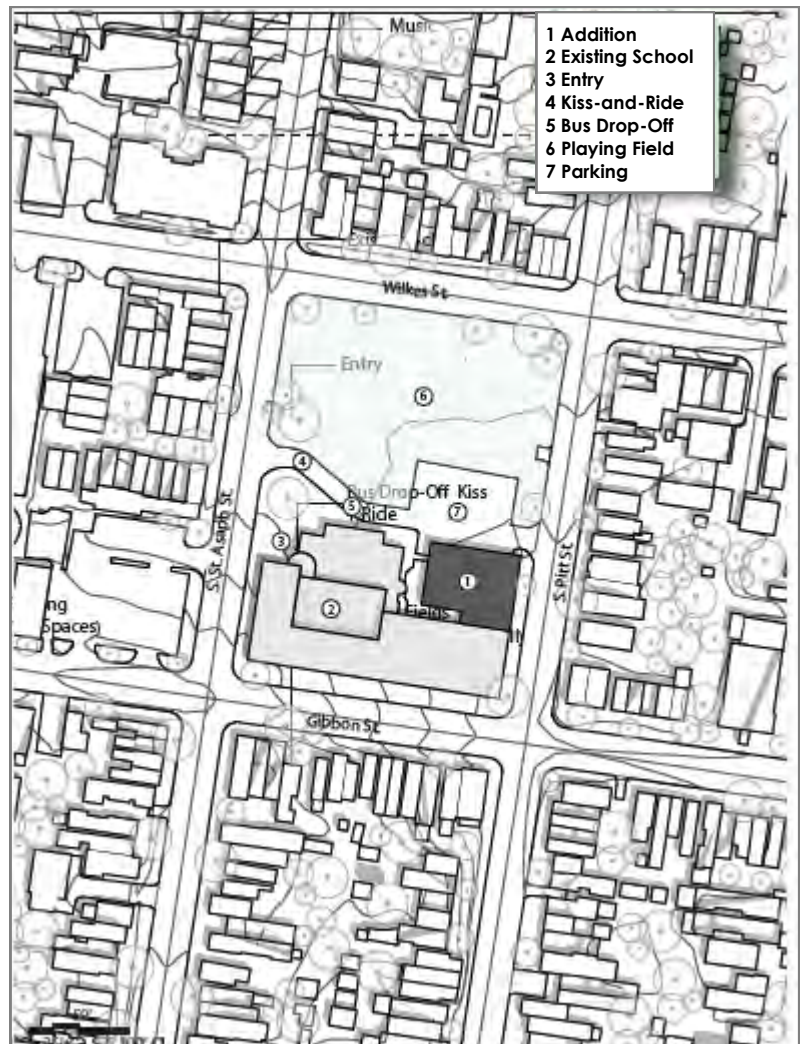 Music
1 Addition
2 Existing School
3 Entry
4 Kiss-and-Ride
5 Bus Drop-Off
6 Playing Field
7 Parking
Wilkes St
Entry
6
4
Bus Drop-Off Kiss
5 Ride
7
3
S St. Asaph St.
S Pitt St
1
2
Fields
ng
Spaces)
Gibbon St
50'